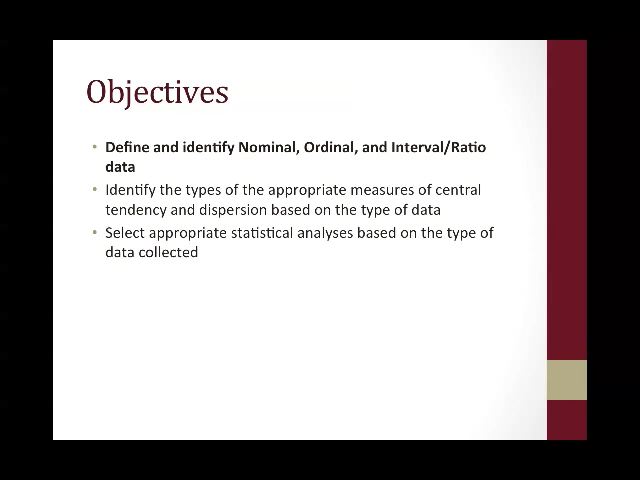 Objectives
• Define and identify Nominal, Ordinal, and Interval/Ratio
data
• Identify the types of the appropriate measures of central
tendency and dispersion based on the type of data
• Select appropriate statistical analyses based on the type of
data collected